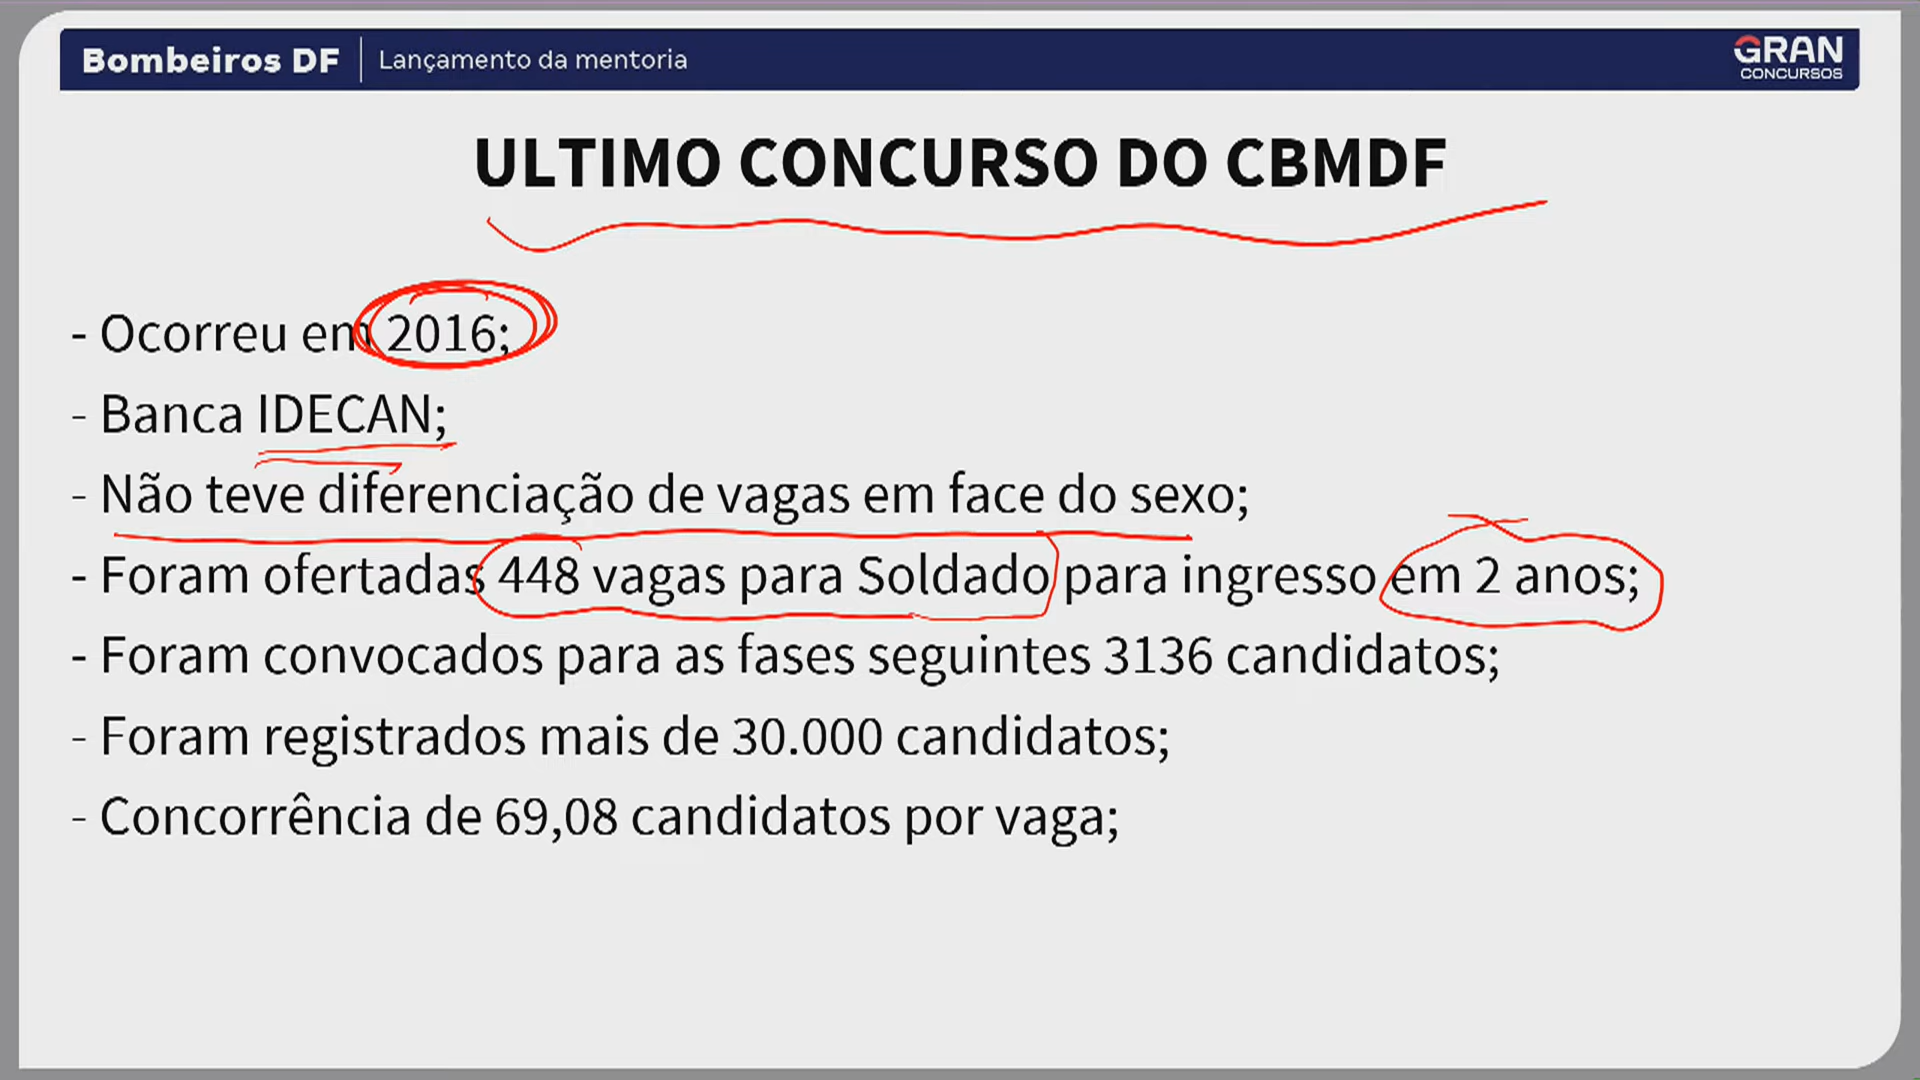 Bombeiros DF Lançamento da mentoria
GRAN
CONCURSOS
ULTIMO CONCURSO DO CBMDF
- Ocorreu em 2016;
- Banca IDECAN;
- Não teve diferenciação de vagas em face do sexo;
- Foram ofertadas 448 vagas para Soldado para ingresso em 2 anos;
- Foram convocados para as fases seguintes 3136 candidatos;
- Foram registrados mais de 30.000 candidatos;
- Concorrência de 69,08 candidatos por vaga;